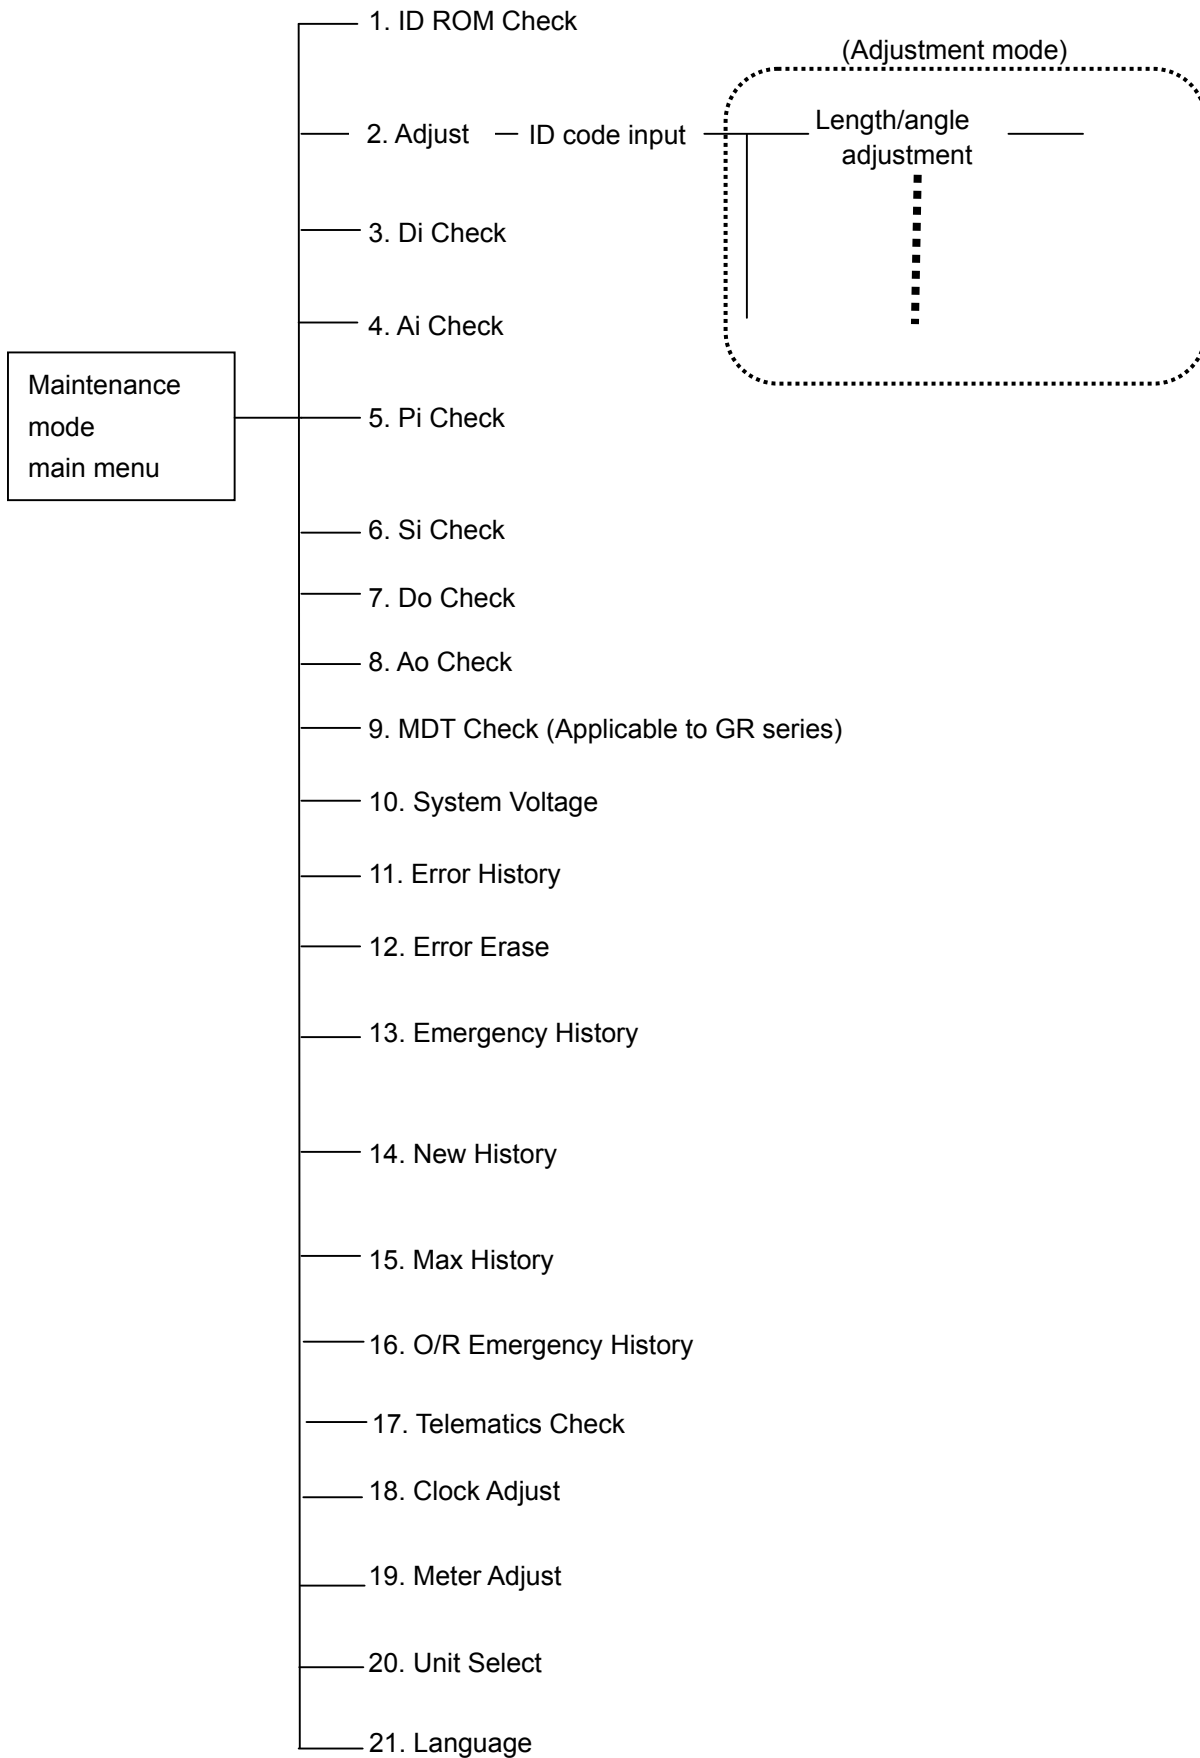 1. ID ROM Check
(Adjustment mode)
2. Adjust
ID code input
Length/angle
adjustment
3. Di Check
4. Ai Check
Maintenance
mode
main menu
5. Pi Check
6. Si Check
7. Do Check
8. Ao Check
9. MDT Check (Applicable to GR series)
10. System Voltage
11. Error History
12. Error Erase
13. Emergency History
14. New History
15. Max History
16. O/R Emergency History
17. Telematics Check
18. Clock Adjust
19. Meter Adjust
20. Unit Select
21. Language